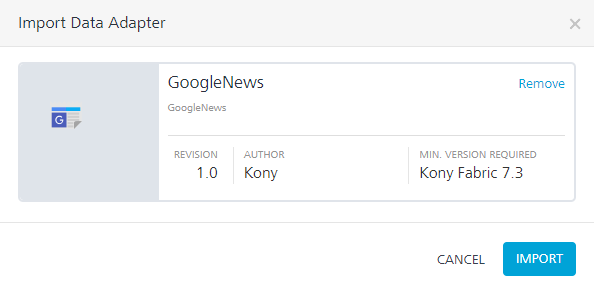 Import Data Adapter
×
GoogleNews
Remove
GoogleNews
REVISION AUTHOR MIN. VERSION REQUIRED
1.0 Kony Kony Fabric 7.3
CANCEL IMPORT